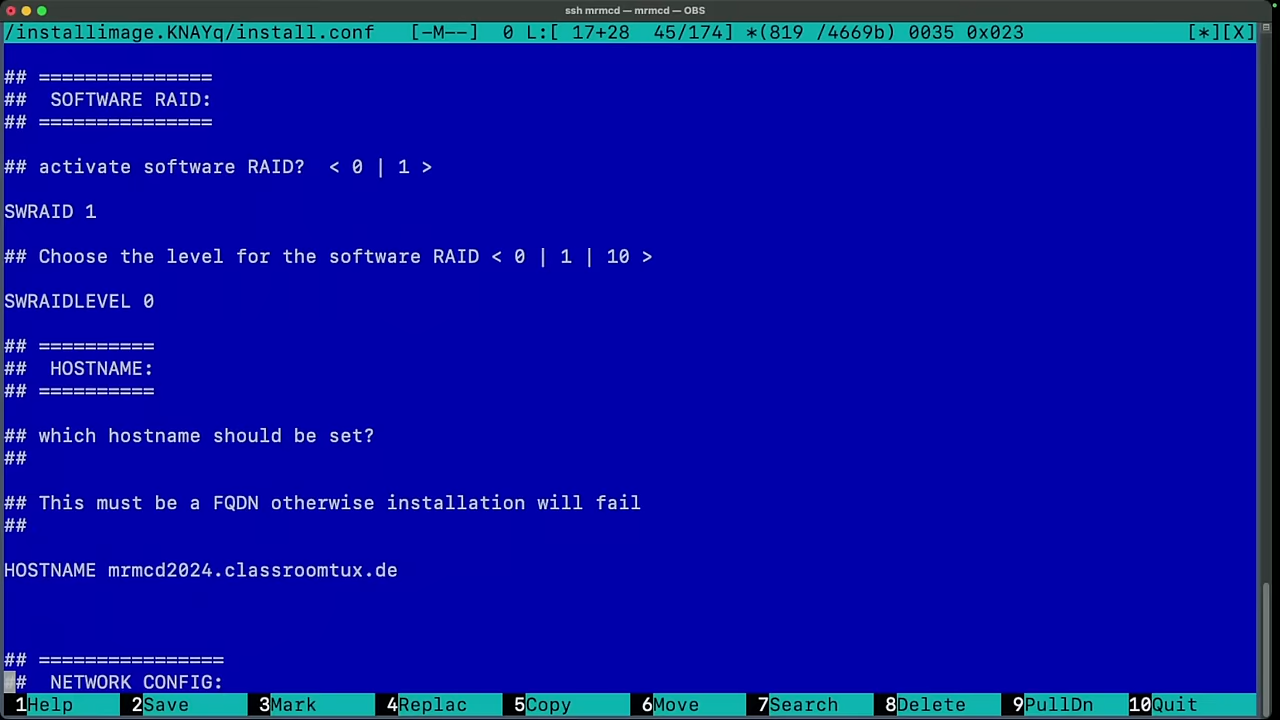 ssh mrmcd — mrmcd — OBS
/installimage.KNAYq/install.conf   [-M--]  0 L:[ 17+28  45/174] *(819 /4669b) 0035 0x023   [*][X]
## ===============
##  SOFTWARE RAID:
## ===============
## activate software RAID?  < 0 | 1 >
SWRAID 1
## Choose the level for the software RAID < 0 | 1 | 10 >
SWRAIDLEVEL 0
## ==========
##  HOSTNAME:
## ==========
## which hostname should be set?
##
## This must be a FQDN otherwise installation will fail
##
HOSTNAME mrmcd2024.classroomtux.de
## ================
##  NETWORK CONFIG:
1Help 2Save 3Mark 4Replac 5Copy 6Move 7Search 8Delete 9PullDn 10Quit